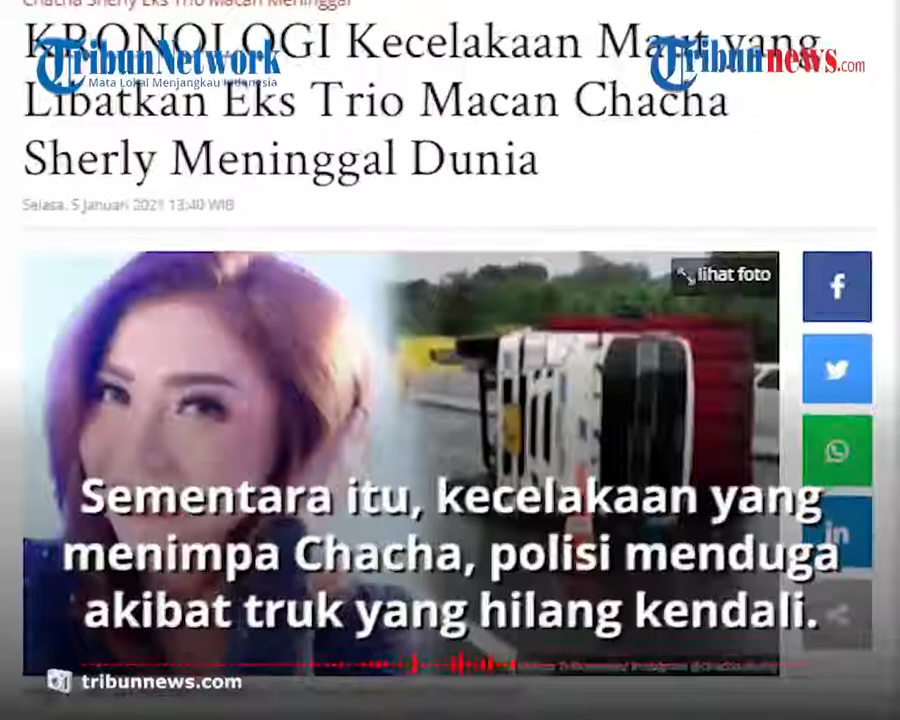 Chacha Sherly Eks Trio Macan Meninggal
KRONOLOGI Kecelakaan Maut yang
TribunNetwork
Mata Lokal Menjangkau Indonesia
Tribunnews.com
Libatkan Eks Trio Macan Chacha
Sherly Meninggal Dunia
Selasa, 5 Januari 2021 13:40 WIB
lihat foto
Sementara itu, kecelakaan yang
menimpa Chacha, polisi menduga
akibat truk yang hilang kendali.
tribunnews.com